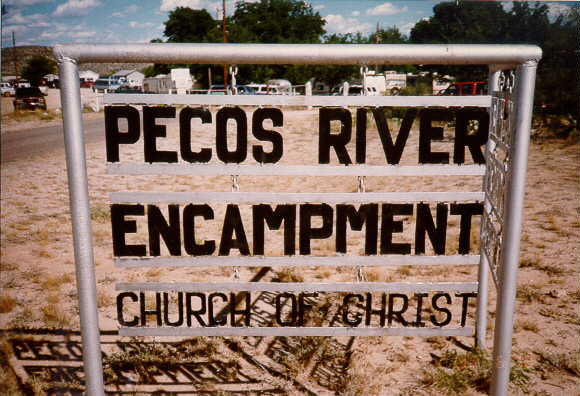 PECOS RIVER
ENCAMPMENT
CHURCH OF CHRIST